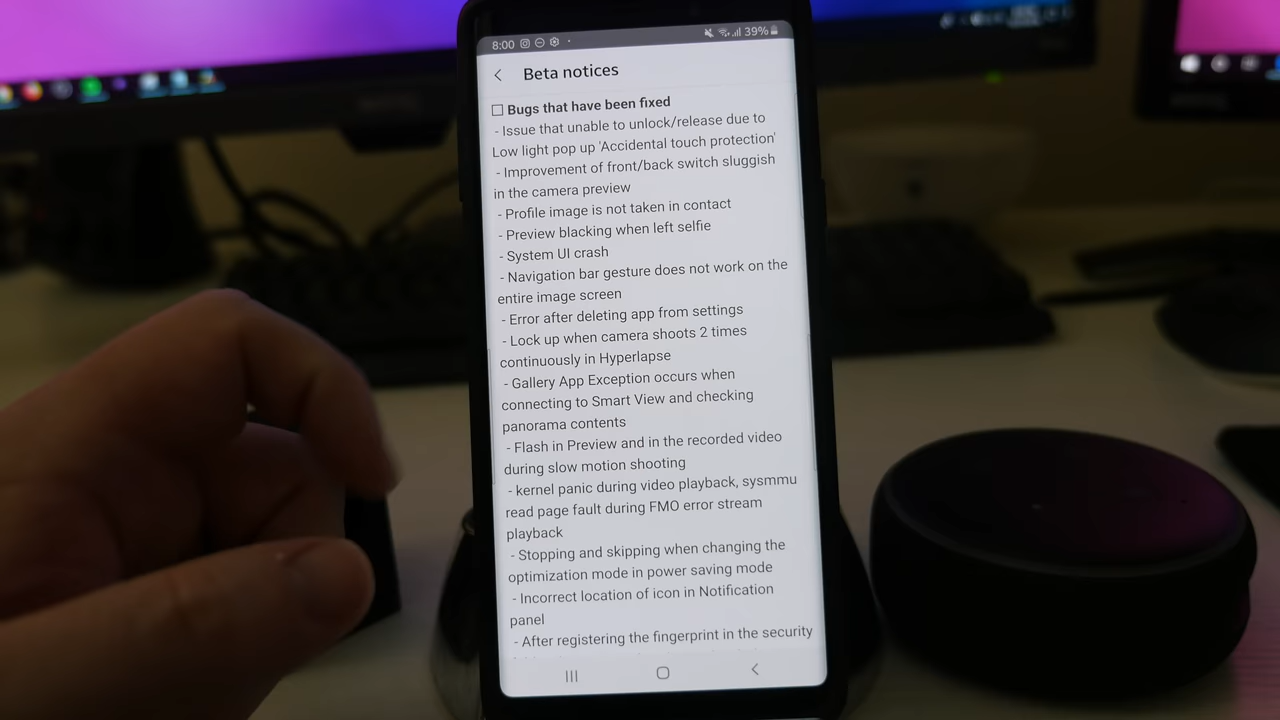 8:00
39%
Beta notices
Bugs that have been fixed
- Issue that unable to unlock/release due to
Low light pop up 'Accidental touch protection'
- Improvement of front/back switch sluggish
in the camera preview
- Profile image is not taken in contact
- Preview blacking when left selfie
- System UI crash
- Navigation bar gesture does not work on the
entire image screen
- Error after deleting app from settings
- Lock up when camera shoots 2 times
continuously in Hyperlapse
- Gallery App Exception occurs when
connecting to Smart View and checking
panorama contents
- Flash in Preview and in the recorded video
during slow motion shooting
- kernel panic during video playback, sysmmu
read page fault during FMO error stream
playback
- Stopping and skipping when changing the
optimization mode in power saving mode
- Incorrect location of icon in Notification
panel
- After registering the fingerprint in the security